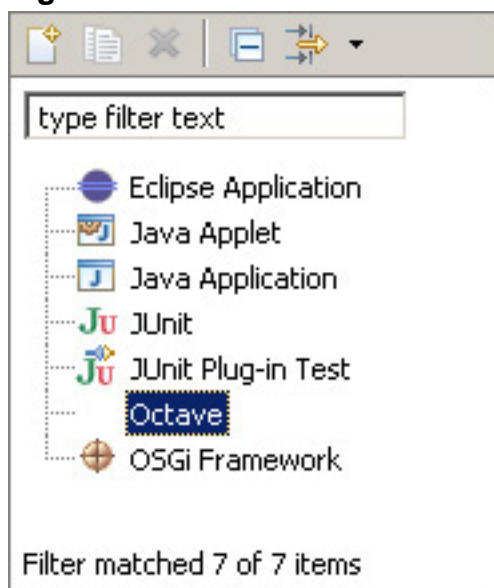 type filter text
Eclipse Application
Java Applet
Java Application
JUnit
JUnit Plug-in Test
Octave
OSGi Framework
Filter matched 7 of 7 items